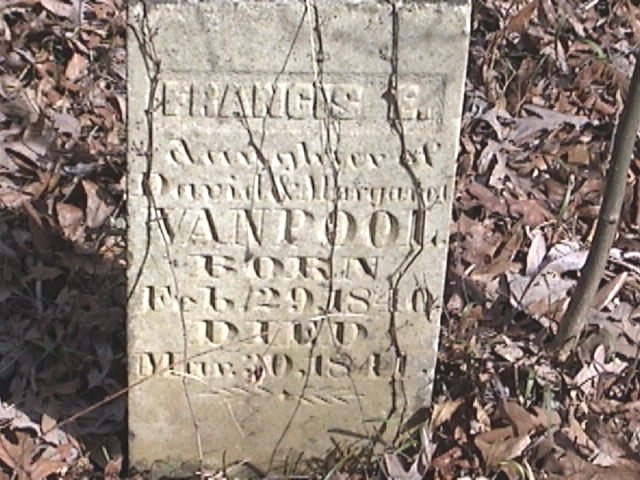 FRANCIS E.
daughter of
David & Margaret
VANPOOL.
BORN
Feb. 29, 1840.
DIED
Mar. 30, 1841.